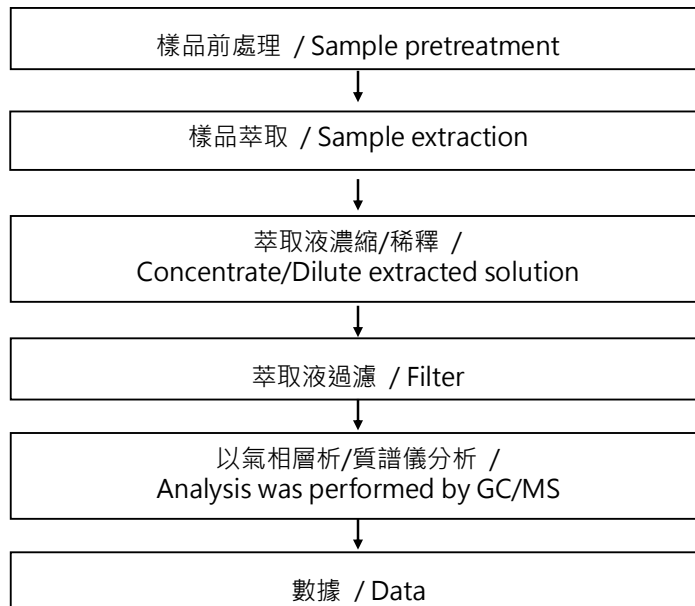 樣品前處理 / Sample pretreatment
樣品萃取 / Sample extraction
萃取液濃縮/稀釋 /
Concentrate/Dilute extracted solution
萃取液過濾 / Filter
以氣相層析/質譜儀分析 /
Analysis was performed by GC/MS
數據 / Data